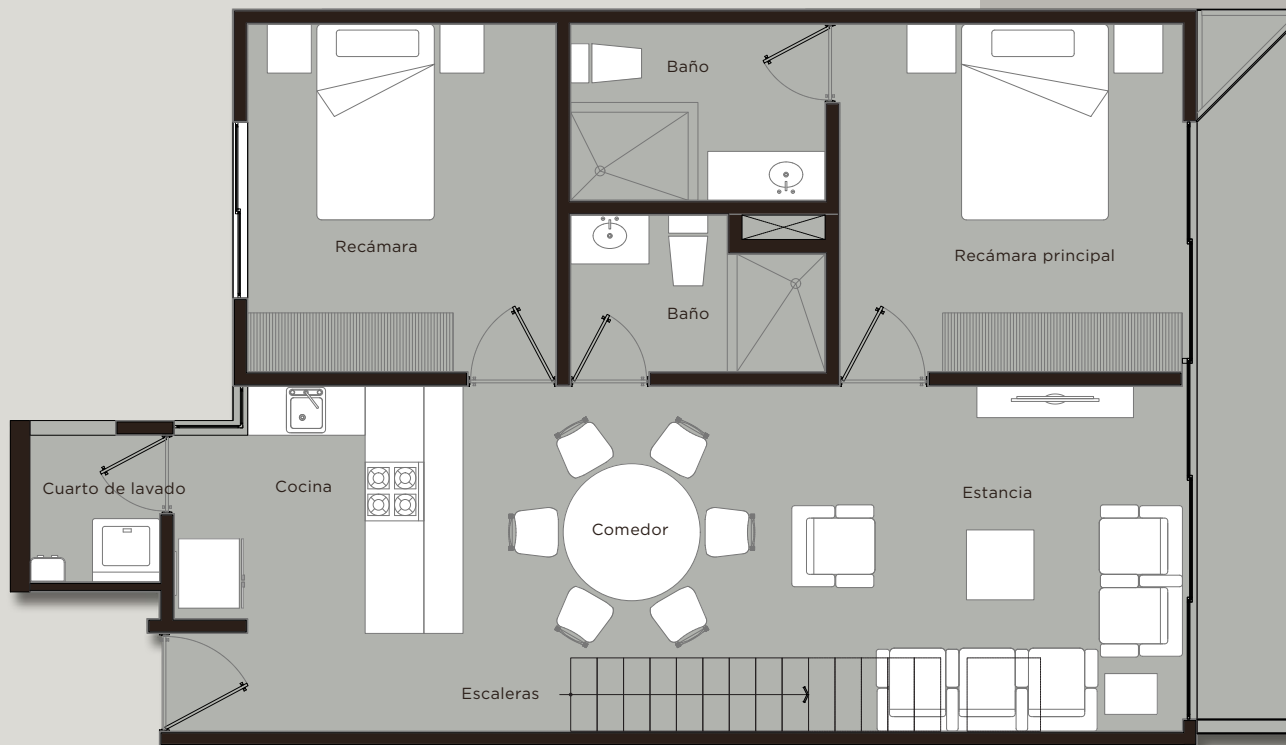 Baño
Recámara
Recámara principal
Baño
Cuarto de lavado
Cocina
Estancia
Comedor
Escaleras